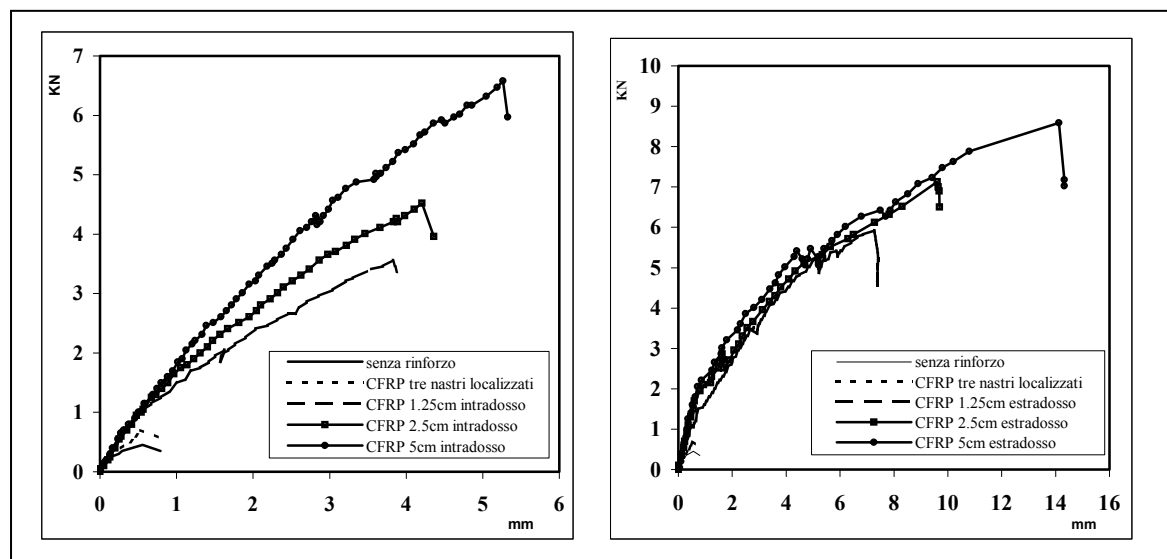 7
6
5
4
3
2
1
0
KN
0 1 2 3 4 5 6
mm
senza rinforzo
CFRP tre nastri localizzati
CFRP 1.25cm intradosso
CFRP 2.5cm intradosso
CFRP 5cm intradosso
10
9
8
7
6
5
4
3
2
1
0
KN
0 2 4 6 8 10 12 14 16
mm
senza rinforzo
CFRP tre nastri localizzati
CFRP 1.25cm estradosso
CFRP 2.5cm estradosso
CFRP 5cm estradosso